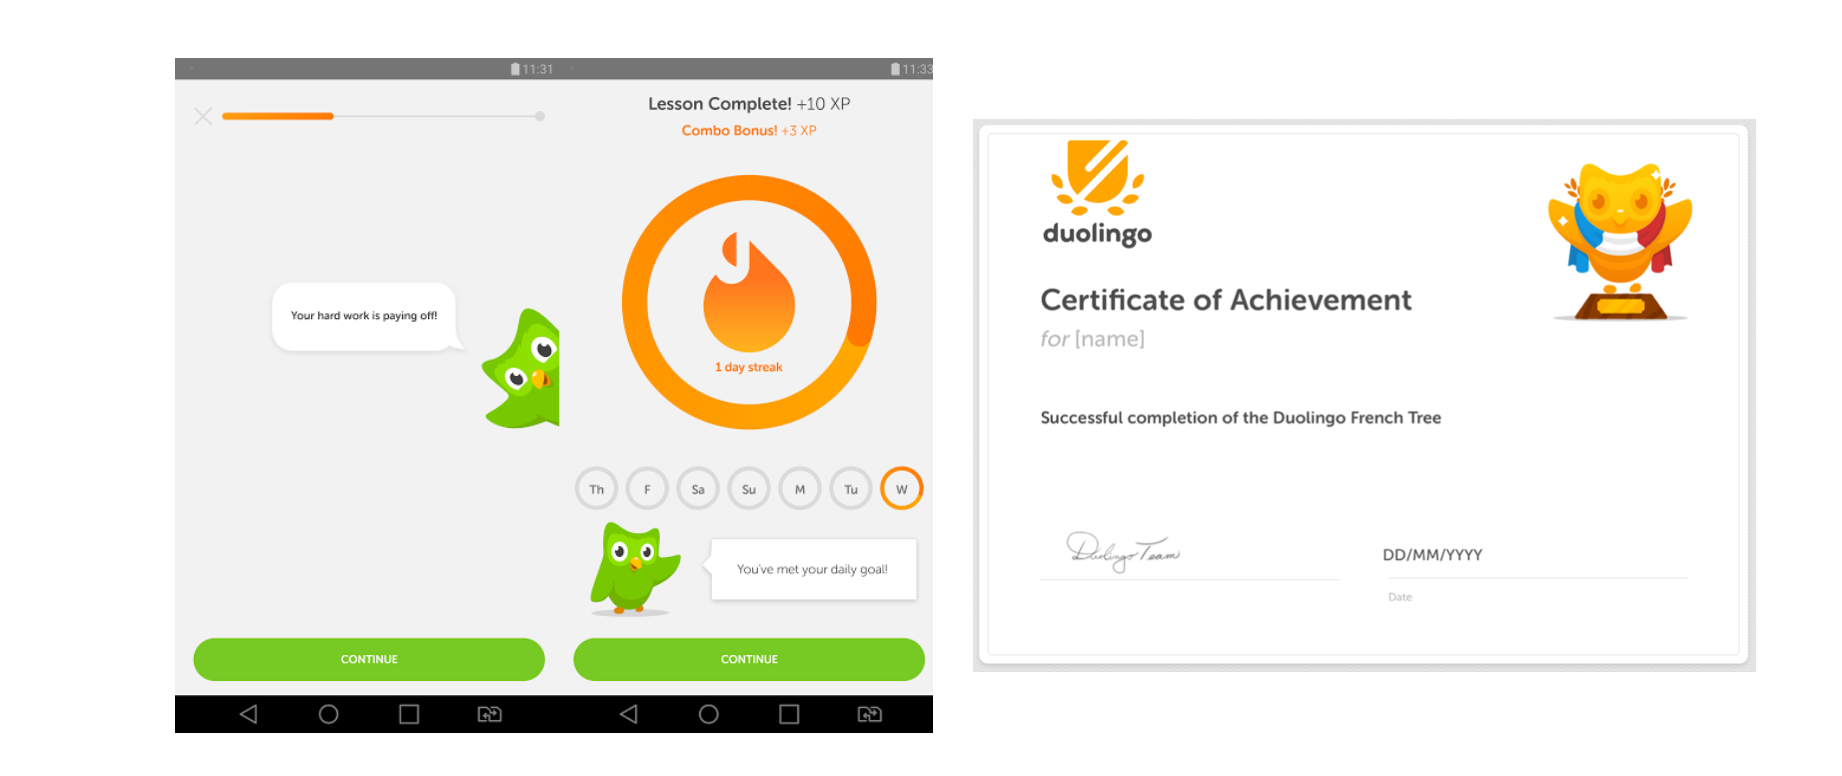 11:31
Your hard work is paying off!
CONTINUE
11:33
Lesson Complete! +10 XP
Combo Bonus! +3 XP
1 day streak
Th F Sa Su M Tu W
You've met your daily goal!
CONTINUE
duolingo
Certificate of Achievement
for [name]
Successful completion of the Duolingo French Tree
Duolingo Team
DD/MM/YYYY
Date